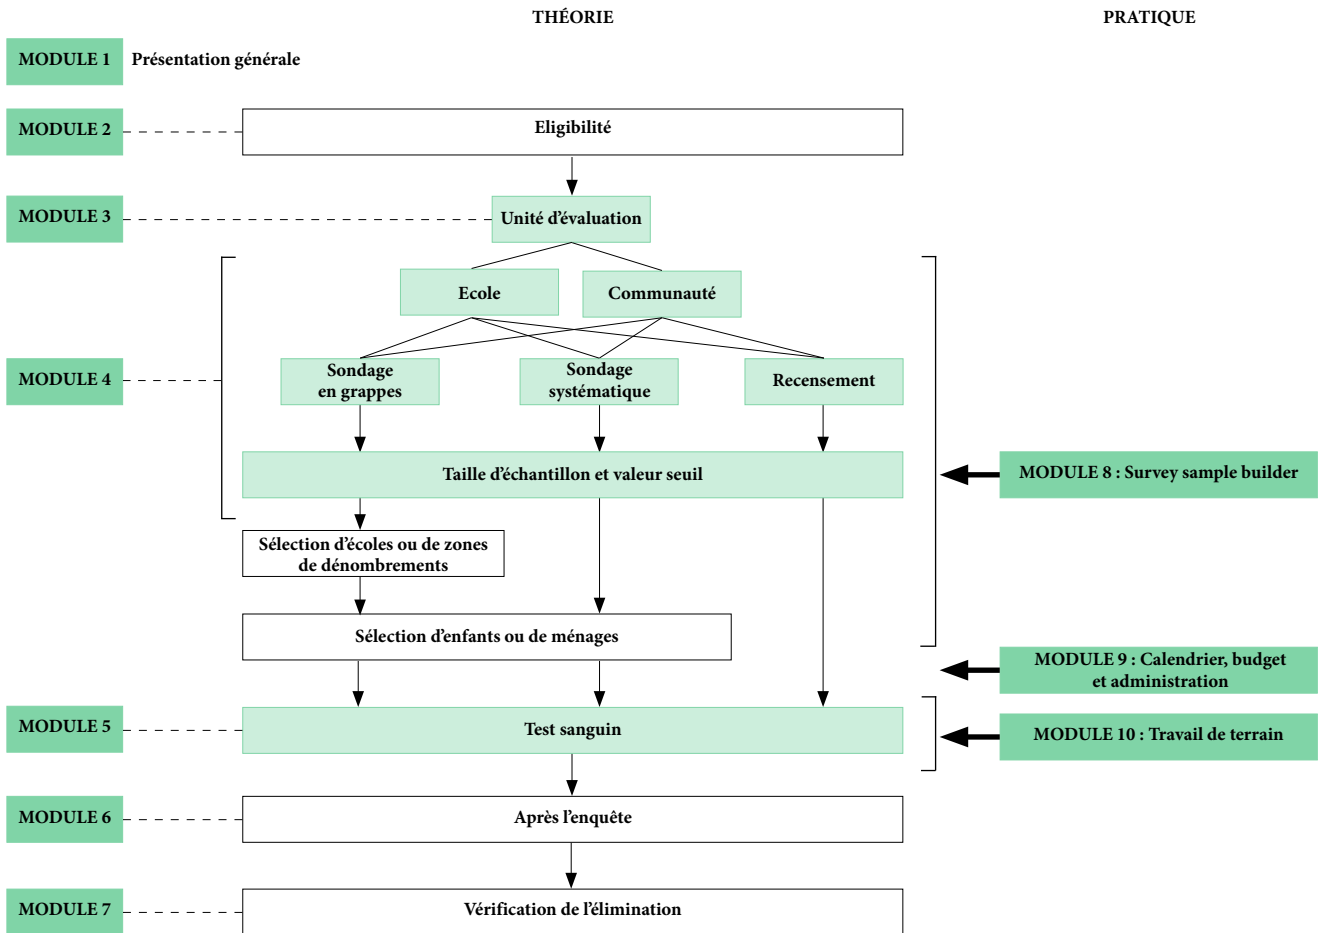 THÉORIE
PRATIQUE
MODULE 1
Présentation générale
MODULE 2
Eligibilité
MODULE 3
Unité d'évaluation
Ecole
Communauté
MODULE 4
Sondage
en grappes
Sondage
systématique
Recensement
Taille d'échantillon et valeur seuil
MODULE 8 : Survey sample builder
Sélection d'écoles ou de zones
de dénombrements
Sélection d'enfants ou de ménages
MODULE 9 : Calendrier, budget
et administration
MODULE 5
Test sanguin
MODULE 10 : Travail de terrain
MODULE 6
Après l'enquête
MODULE 7
Vérification de l'élimination